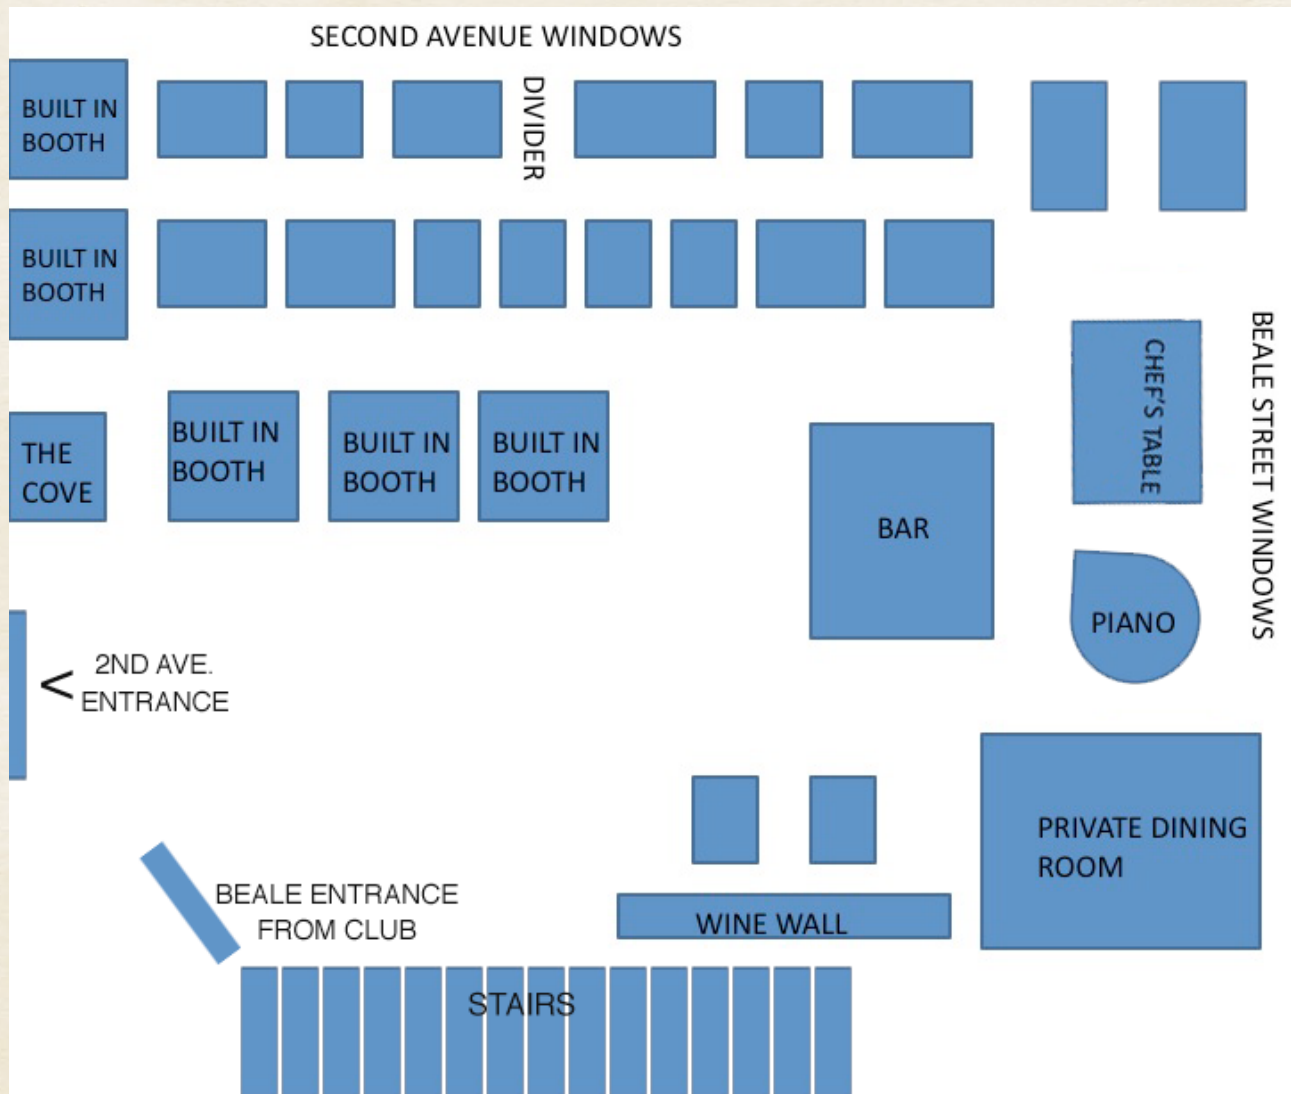 SECOND AVENUE WINDOWS
BUILT IN
BOOTH
DIVIDER
BUILT IN
BOOTH
THE
COVE
BUILT IN
BOOTH
BUILT IN
BOOTH
BUILT IN
BOOTH
BAR
CHEF'S TABLE
BEALE STREET WINDOWS
PIANO
< 2ND AVE.
ENTRANCE
PRIVATE DINING
ROOM
BEALE ENTRANCE
FROM CLUB
WINE WALL
STAIRS